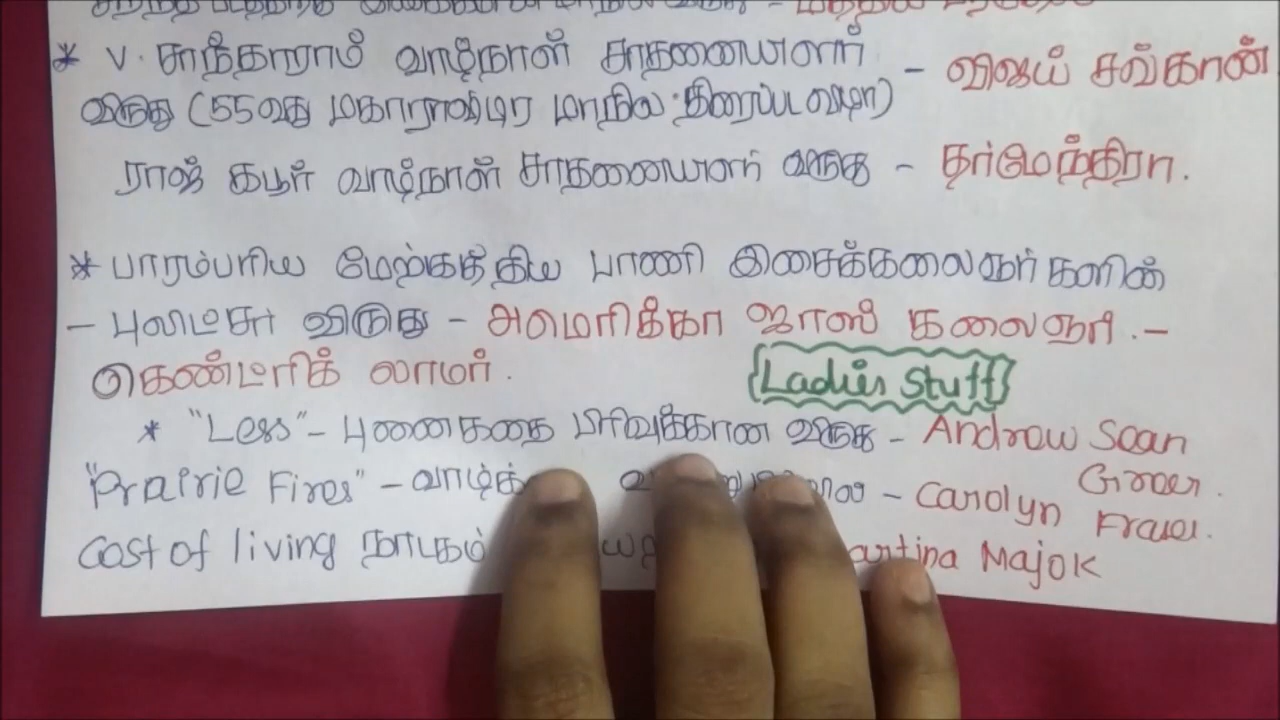 * V. சாந்தாராம் வாழ்நாள் சாதனையாளர் - விஜய் சவ்கான்
விருது (55வது மகாராஷ்டிர மாநில திரைப்பட விழா)
ராஜ் கபூர் வாழ்நாள் சாதனையாளர் விருது - தர்மேந்திரா.
* பாரம்பரிய மேற்கத்திய பாணி இசைக்கலைஞர்களின்
- புலிட்சர் விருது - அமெரிக்கா ஜாஸ் கலைஞர். -
கெண்ட்ரிக் லாமர்.
{Ladies Stuff}
* "Less" - புனைகதை பிரிவுக்கான விருது - Andrew Sean
Greer.
"Prairie Fires" - - Carolyn
Fraser.
Cost of living நாடகம் Majok